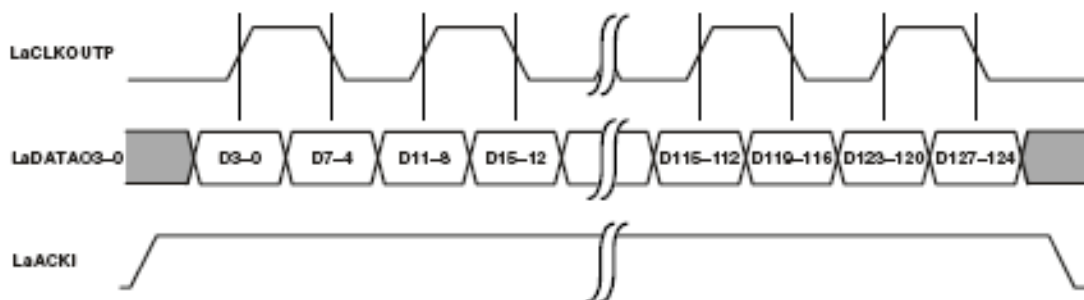 LaCLKOUTP
LaDATAO3–0 D3–0 D7–4 D11–8 D15–12 D115–112 D119–116 D123–120 D127–124
LaACKI